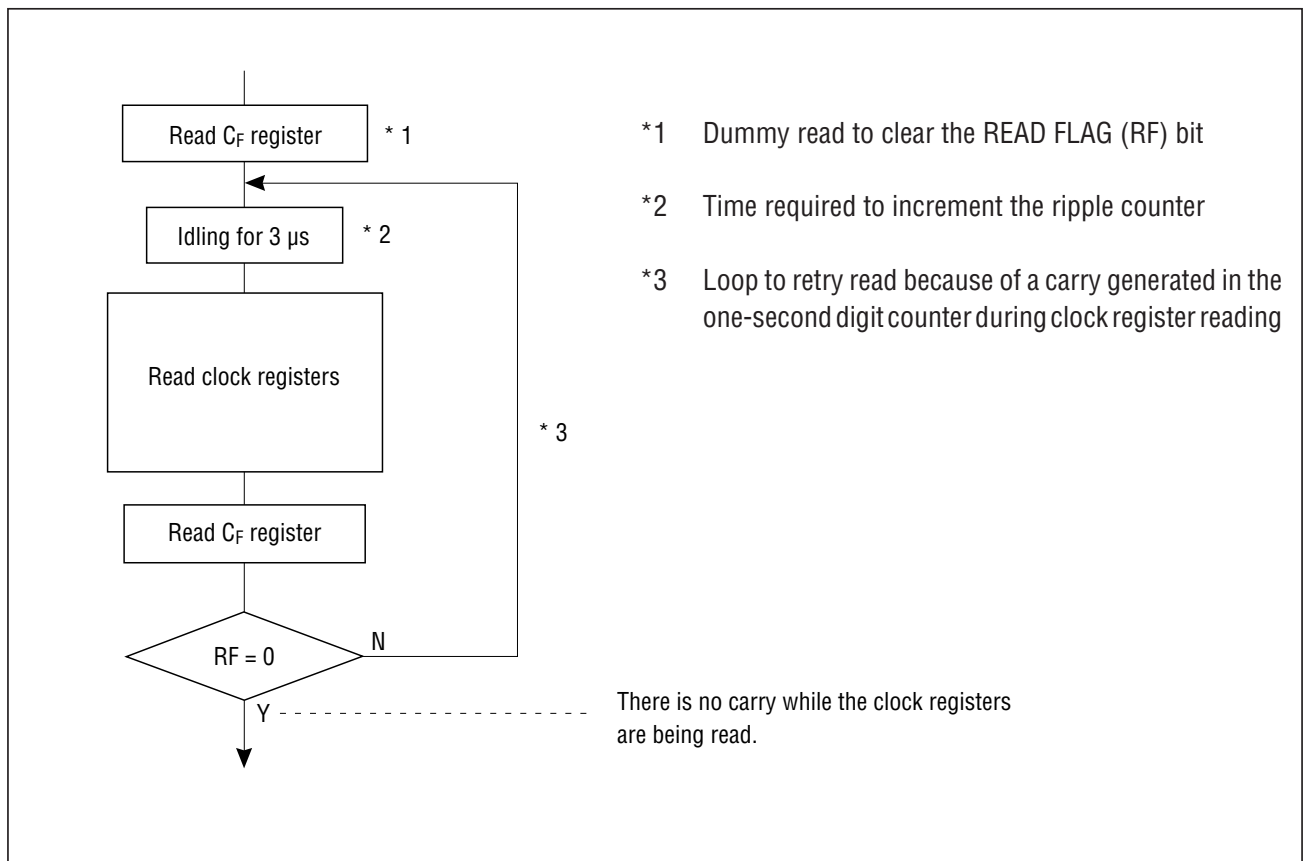 Read CF register
* 1
Idling for 3 µs
* 2
Read clock registers
* 3
Read CF register
RF = 0
N
Y
There is no carry while the clock registers
are being read.
*1 Dummy read to clear the READ FLAG (RF) bit
*2 Time required to increment the ripple counter
*3 Loop to retry read because of a carry generated in the
one-second digit counter during clock register reading